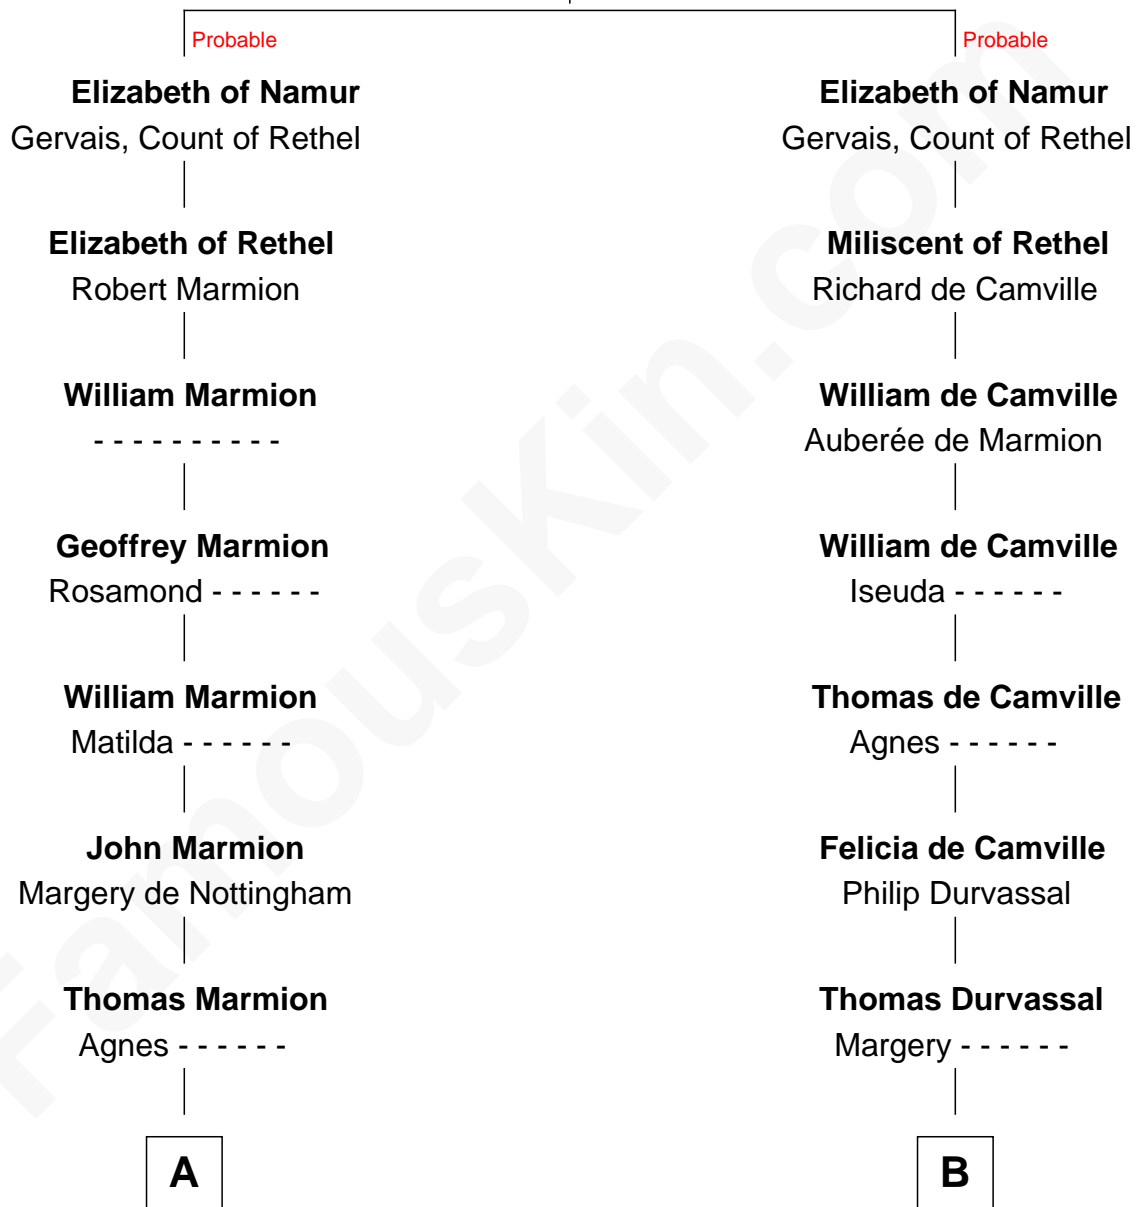 Probable
Elizabeth of Namur
Gervais, Count of Rethel
Elizabeth of Rethel
Robert Marmion
William Marmion
- - - - - - - - - -
Geoffrey Marmion
Rosamond - - - - - -
William Marmion
Matilda - - - - - -
John Marmion
Margery de Nottingham
Thomas Marmion
Agnes - - - - - -
A
Probable
Elizabeth of Namur
Gervais, Count of Rethel
Miliscent of Rethel
Richard de Camville
William de Camville
Auberée de Marmion
William de Camville
Iseuda - - - - - -
Thomas de Camville
Agnes - - - - - -
Felicia de Camville
Philip Durvassal
Thomas Durvassal
Margery - - - - - -
B
FamousKin.com